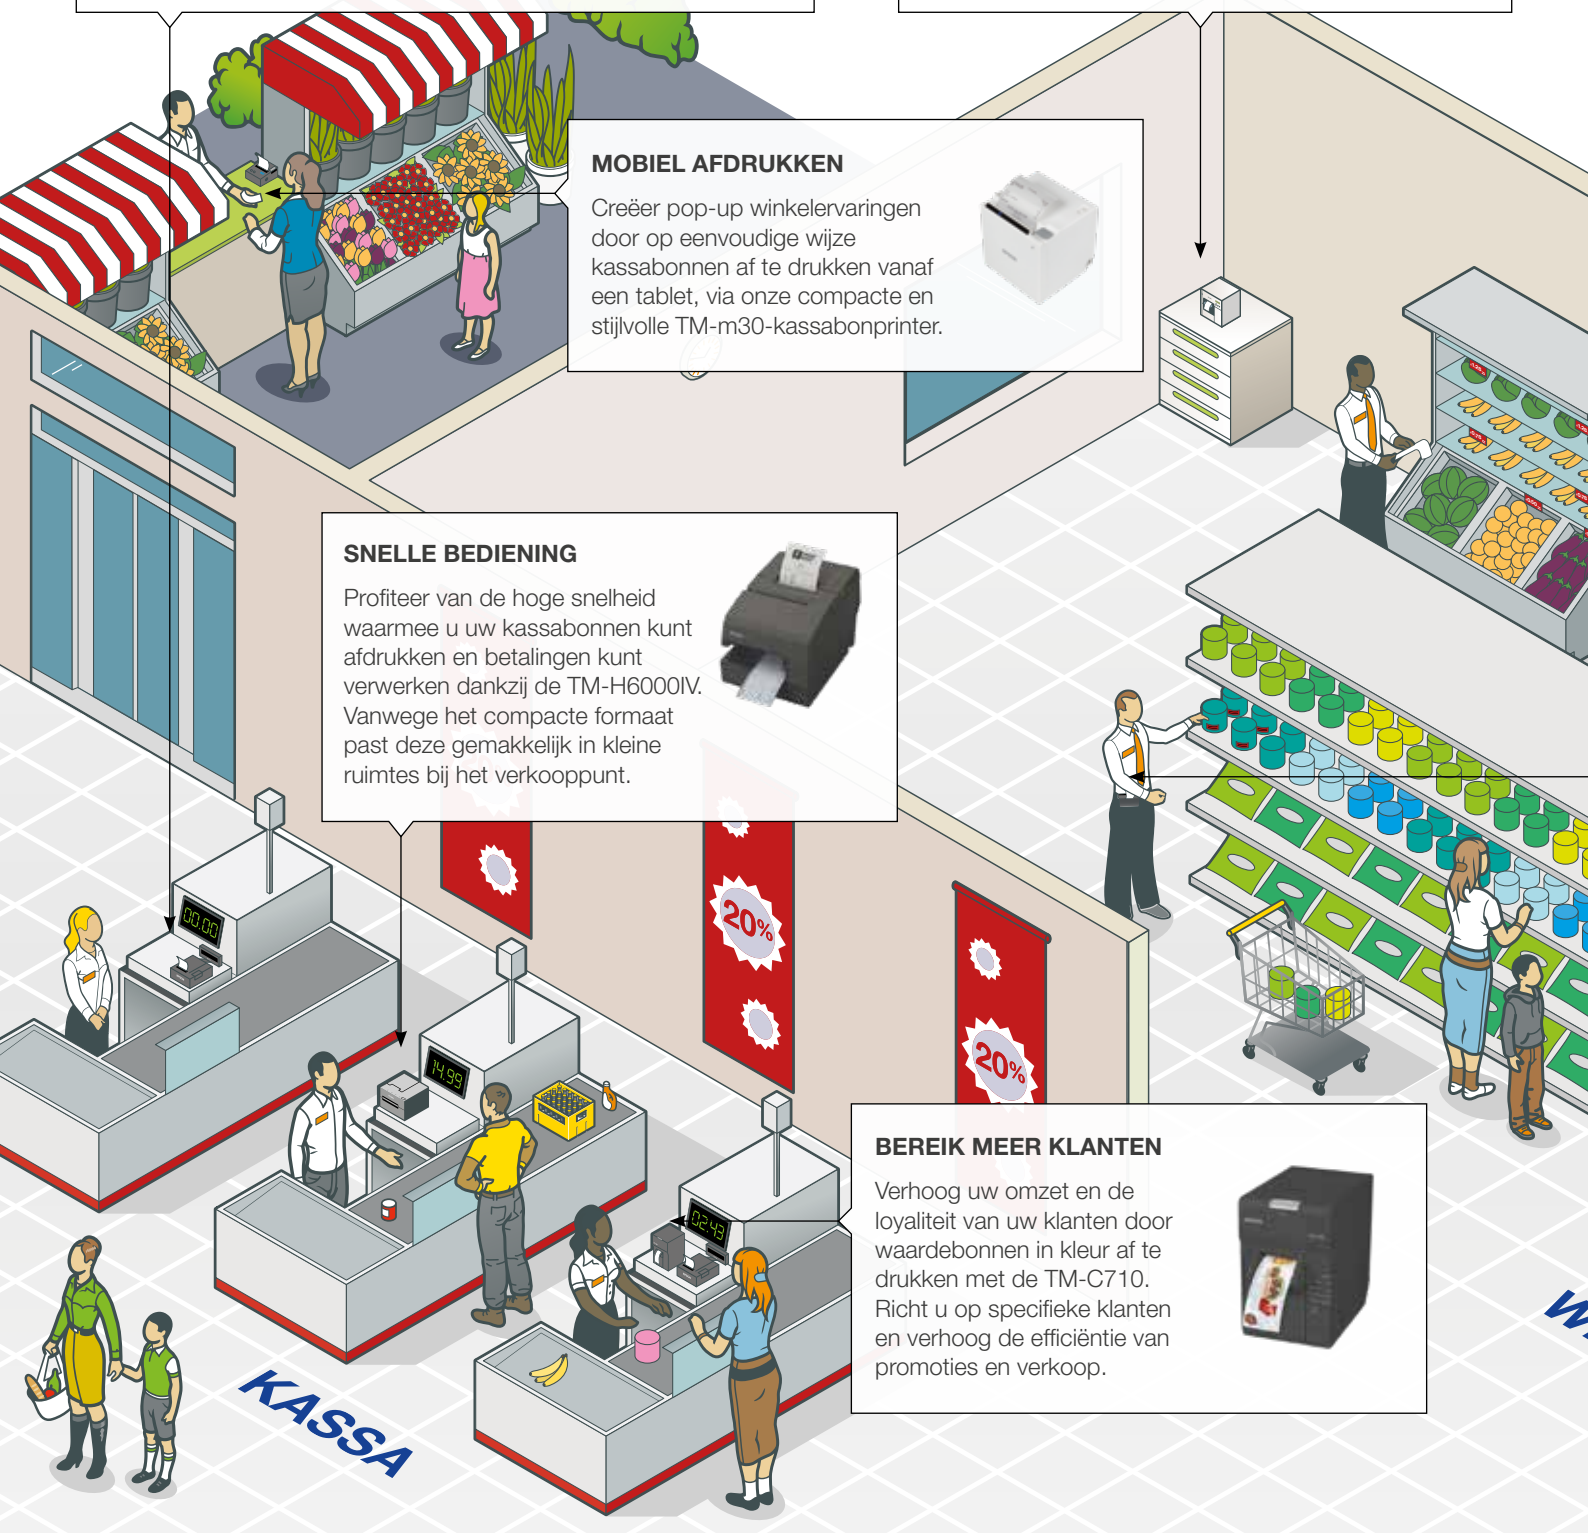 MOBIEL AFDRUKKEN
Creëer pop-up winkelervaringen
door op eenvoudige wijze
kassabonnen af te drukken vanaf
een tablet, via onze compacte en
stijlvolle TM-m30-kassabonprinter.
SNELLE BEDIENING
Profiteer van de hoge snelheid
waarmee u uw kassabonnen kunt
afdrukken en betalingen kunt
verwerken dankzij de TM-H6000IV.
Vanwege het compacte formaat
past deze gemakkelijk in kleine
ruimtes bij het verkooppunt.
00.00
20%
14.99
20%
BEREIK MEER KLANTEN
Verhoog uw omzet en de
loyaliteit van uw klanten door
waardebonnen in kleur af te
drukken met de TM-C710.
Richt u op specifieke klanten
en verhoog de efficiëntie van
promoties en verkoop.
02.43
KASSA